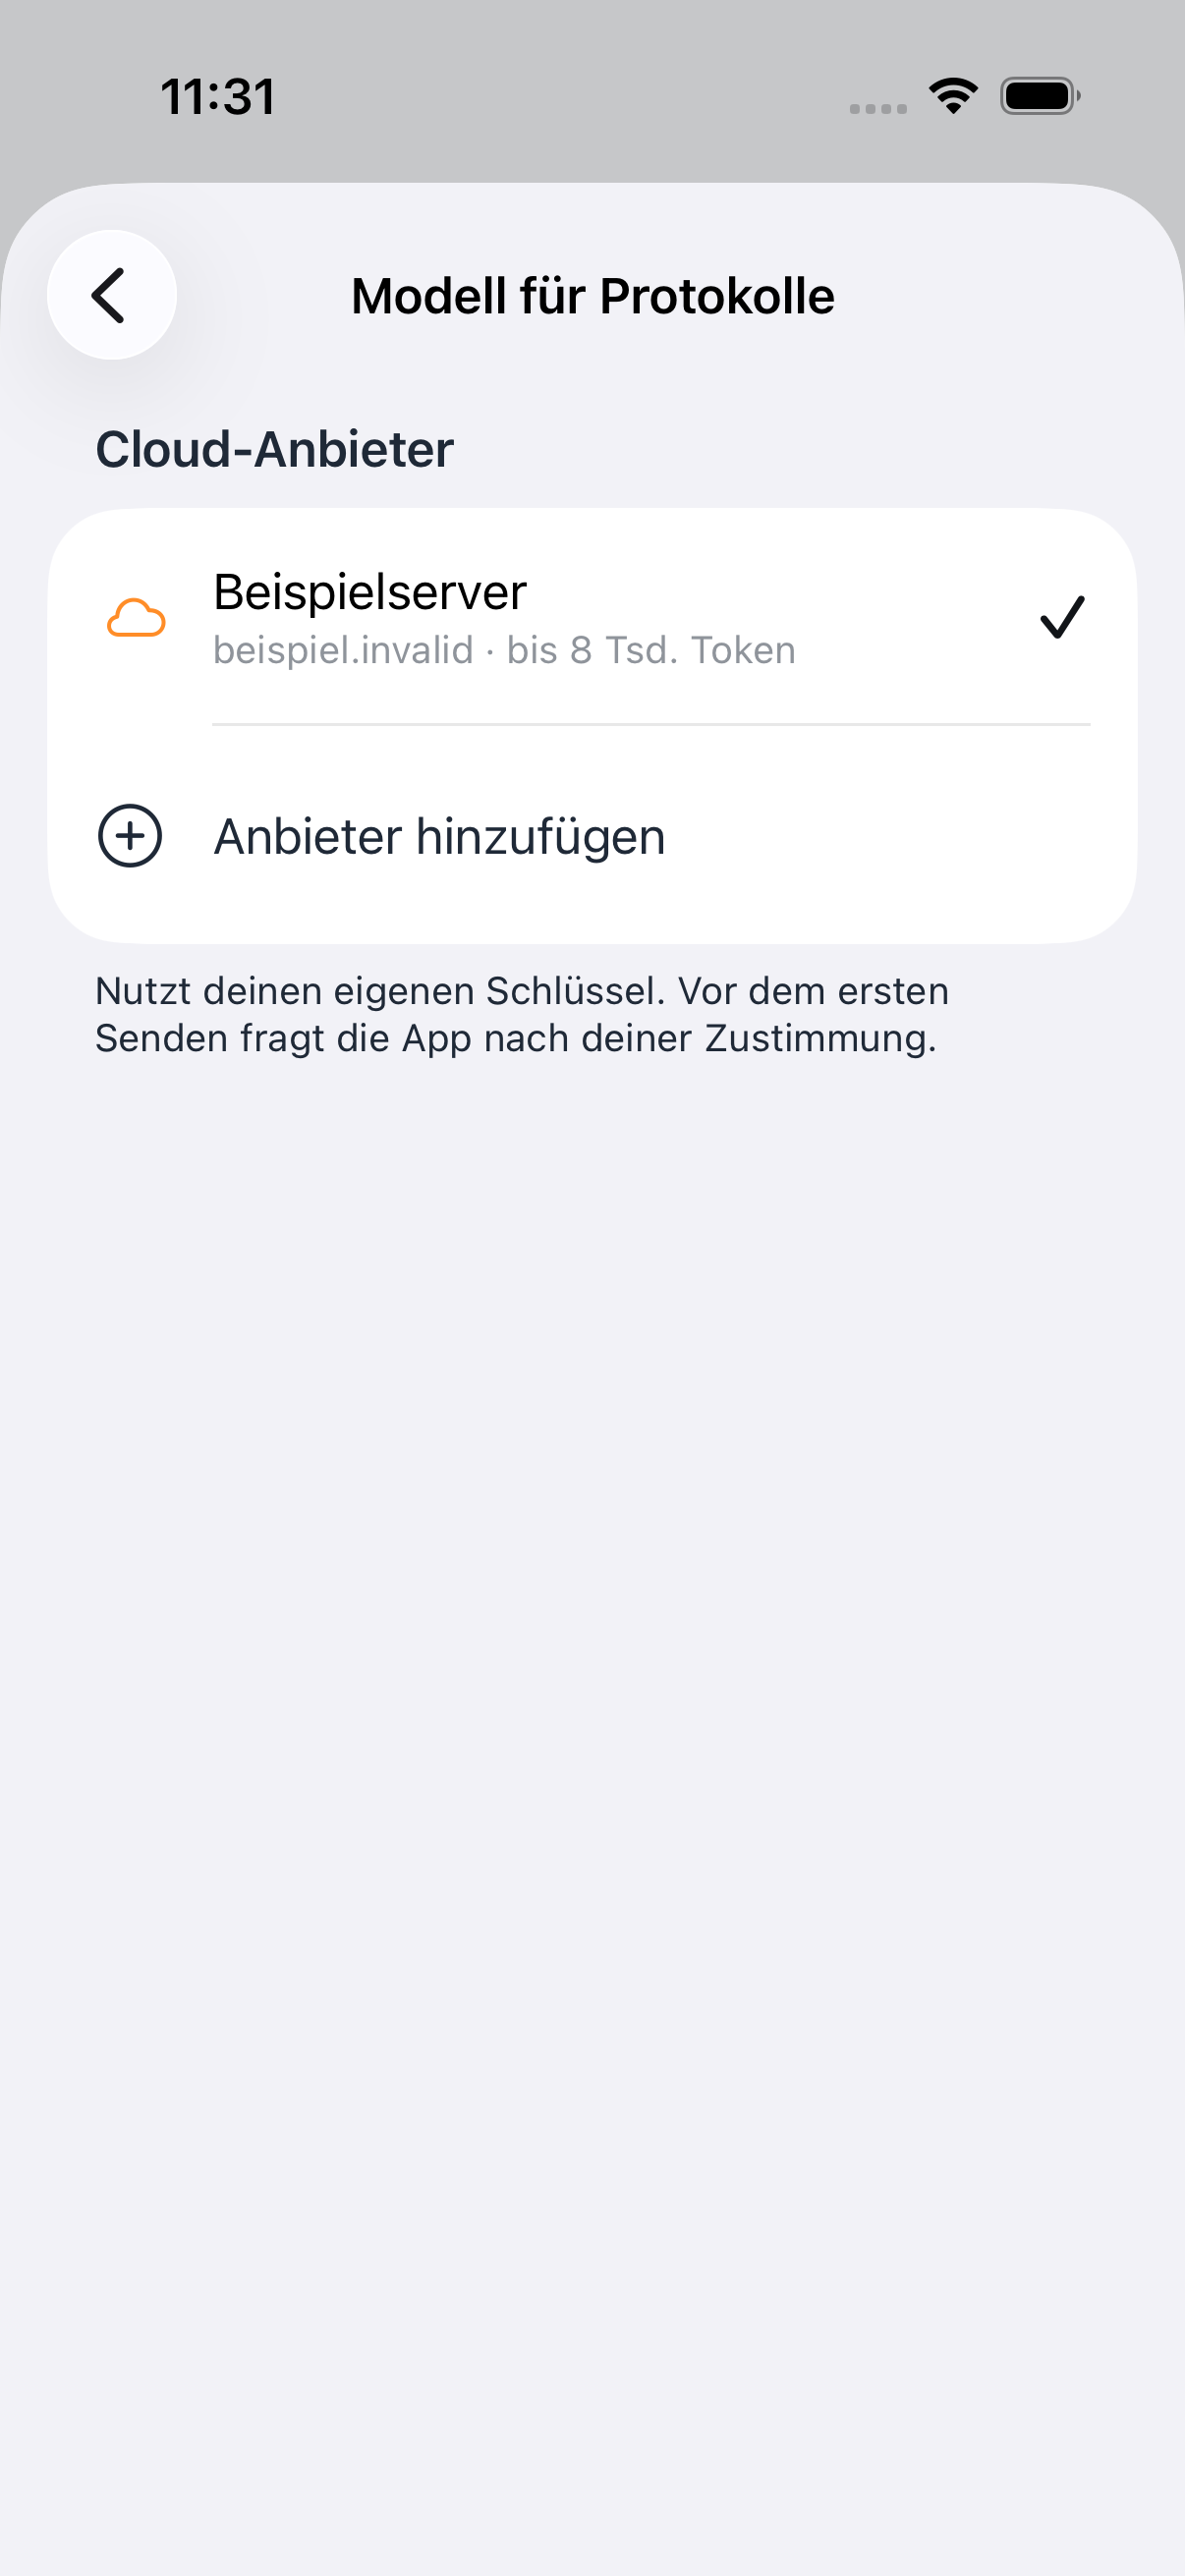 11:31
Modell für Protokolle
Cloud-Anbieter
Beispielserver
beispiel.invalid · bis 8 Tsd. Token
Anbieter hinzufügen
Nutzt deinen eigenen Schlüssel. Vor dem ersten
Senden fragt die App nach deiner Zustimmung.